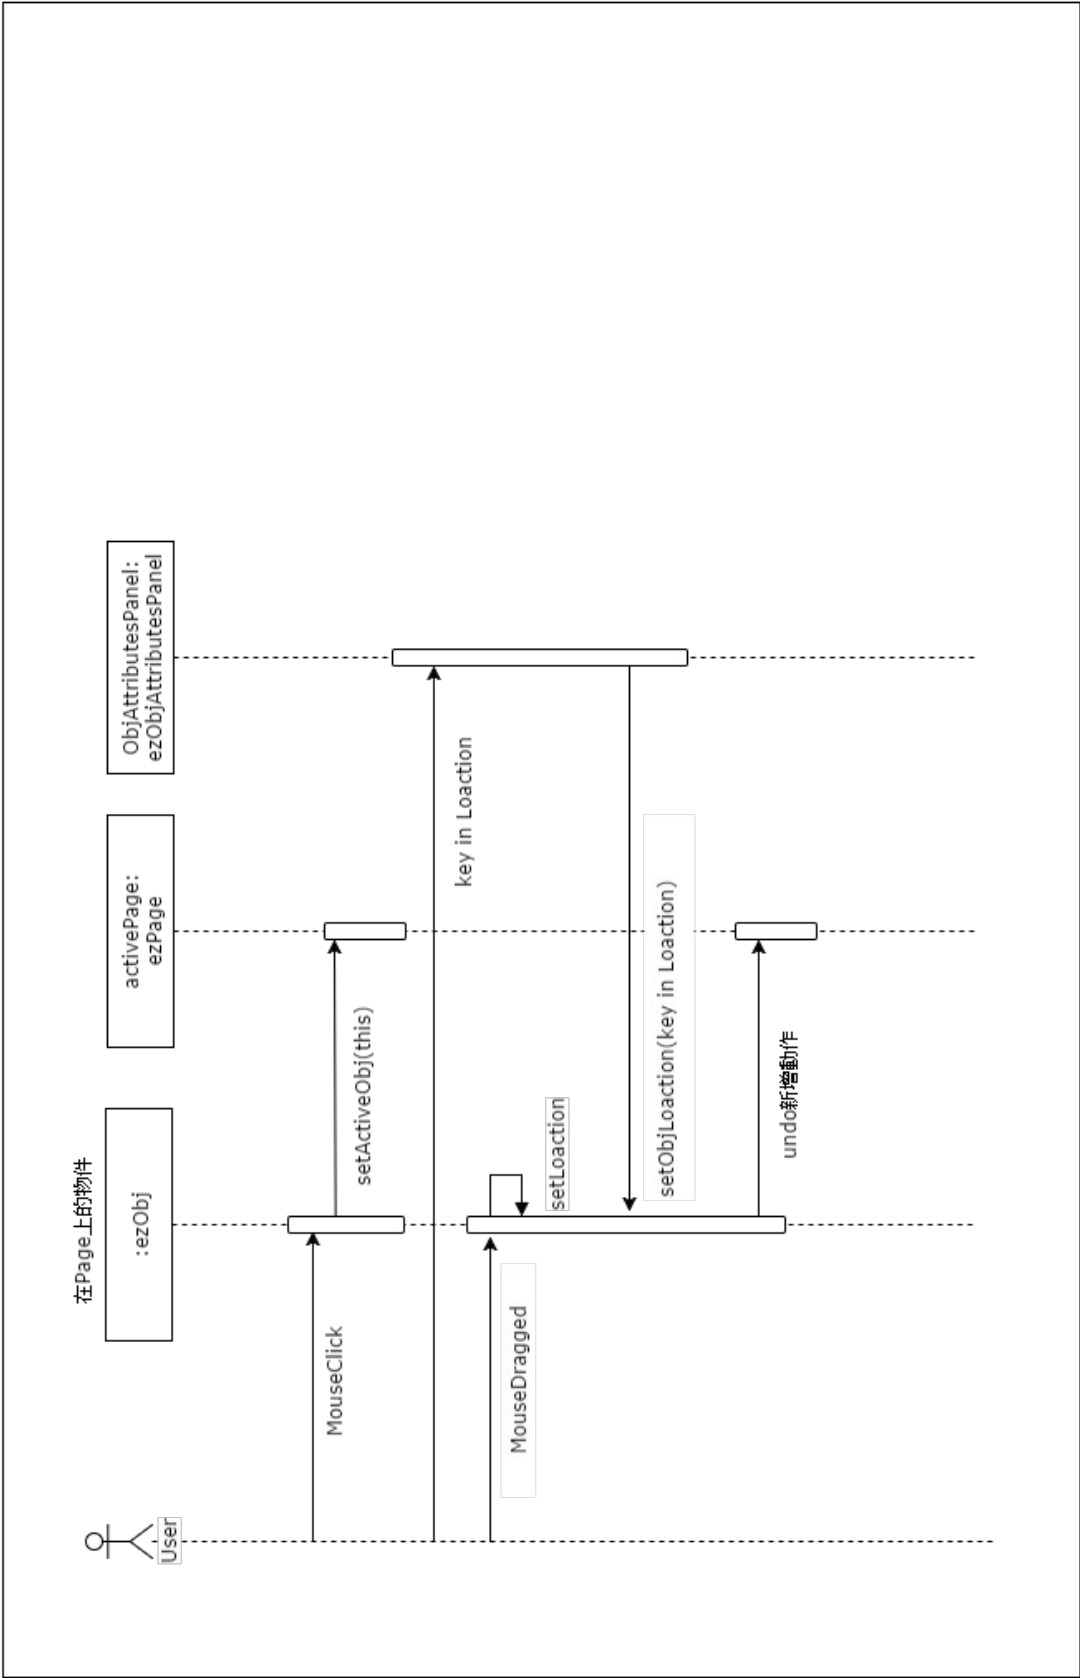 在Page上的物件
User
:ezObj
activePage:
ezPage
ObjAttributesPanel:
ezObjAttributesPanel
MouseClick
setActiveObj(this)
key in Loaction
MouseDragged
setLoaction
setObjLoaction(key in Loaction)
undo新增動作